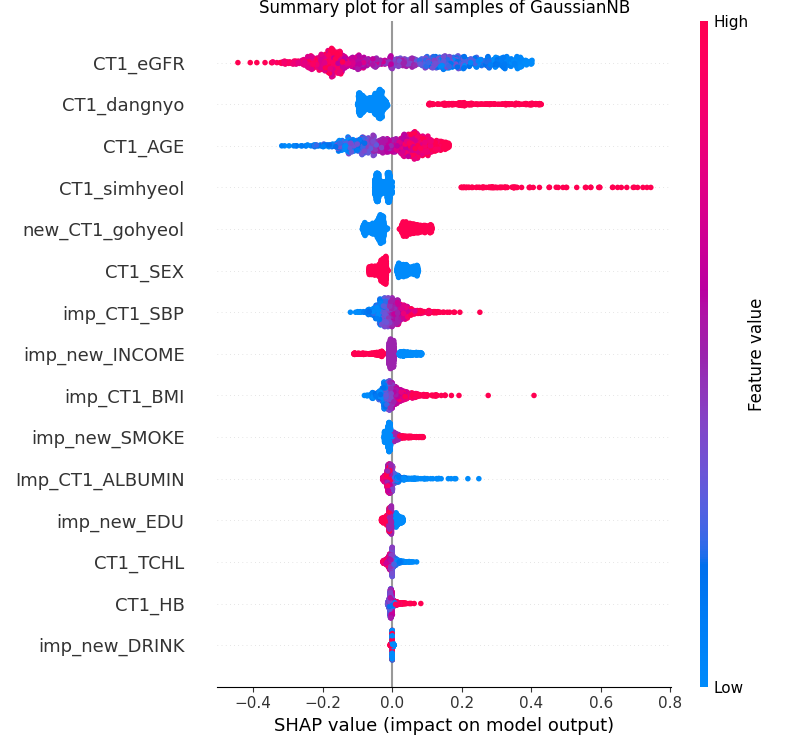 Summary plot for all samples of GaussianNB
High
CT1_eGFR
CT1_dangnyo
CT1_AGE
CT1_simhyeol
new_CT1_gohyeol
CT1_SEX
imp_CT1_SBP
imp_new_INCOME
imp_CT1_BMI
imp_new_SMOKE
Imp_CT1_ALBUMIN
imp_new_EDU
CT1_TCHL
CT1_HB
imp_new_DRINK
Feature value
Low
−0.4 −0.2 0.0 0.2 0.4 0.6 0.8
SHAP value (impact on model output)